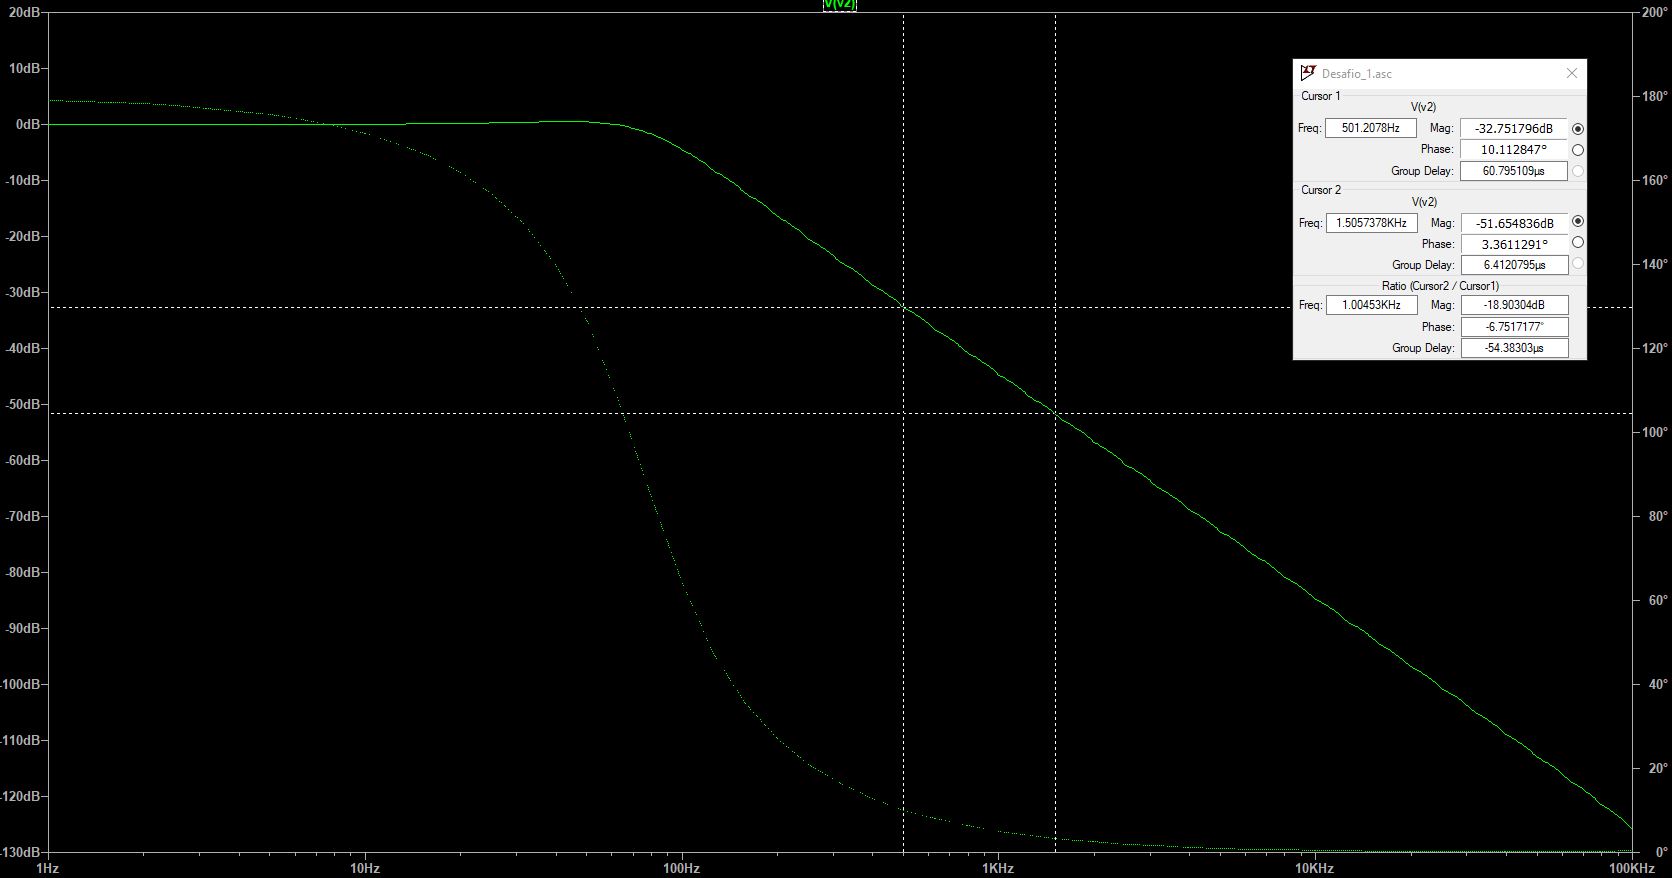 V(v2)
20dB
10dB
0dB
-10dB
-20dB
-30dB
-40dB
-50dB
-60dB
-70dB
-80dB
-90dB
-100dB
-110dB
-120dB
-130dB
200°
180°
160°
140°
120°
100°
80°
60°
40°
20°
0°
1Hz
10Hz
100Hz
1KHz
10KHz
100KHz
Desafio_1.asc
Cursor 1
V(v2)
Freq: 501.2078Hz Mag: -32.751796dB
Phase: 10.112847°
Group Delay: 60.795109µs
Cursor 2
V(v2)
Freq: 1.5057378KHz Mag: -51.654836dB
Phase: 3.3611291°
Group Delay: 6.4120795µs
Ratio (Cursor2 / Cursor1)
Freq: 1.00453KHz Mag: -18.90304dB
Phase: -6.7517177°
Group Delay: -54.38303µs